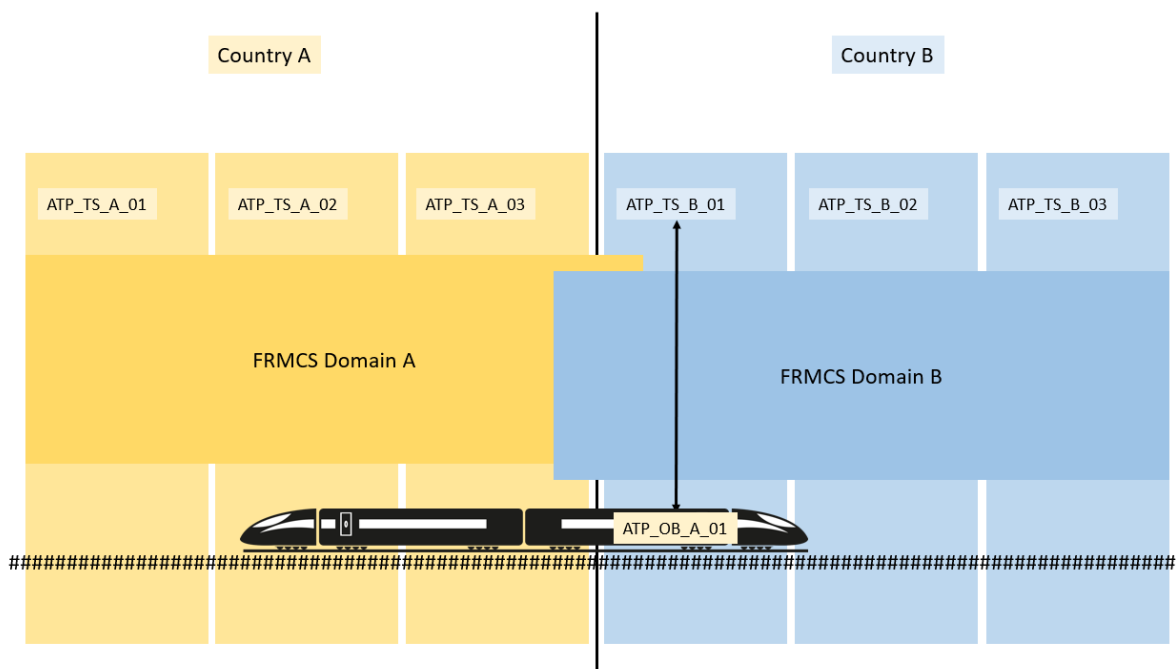 Country A
Country B
ATP_TS_A_01
ATP_TS_A_02
ATP_TS_A_03
ATP_TS_B_01
ATP_TS_B_02
ATP_TS_B_03
FRMCS Domain A
FRMCS Domain B
ATP_OB_A_01